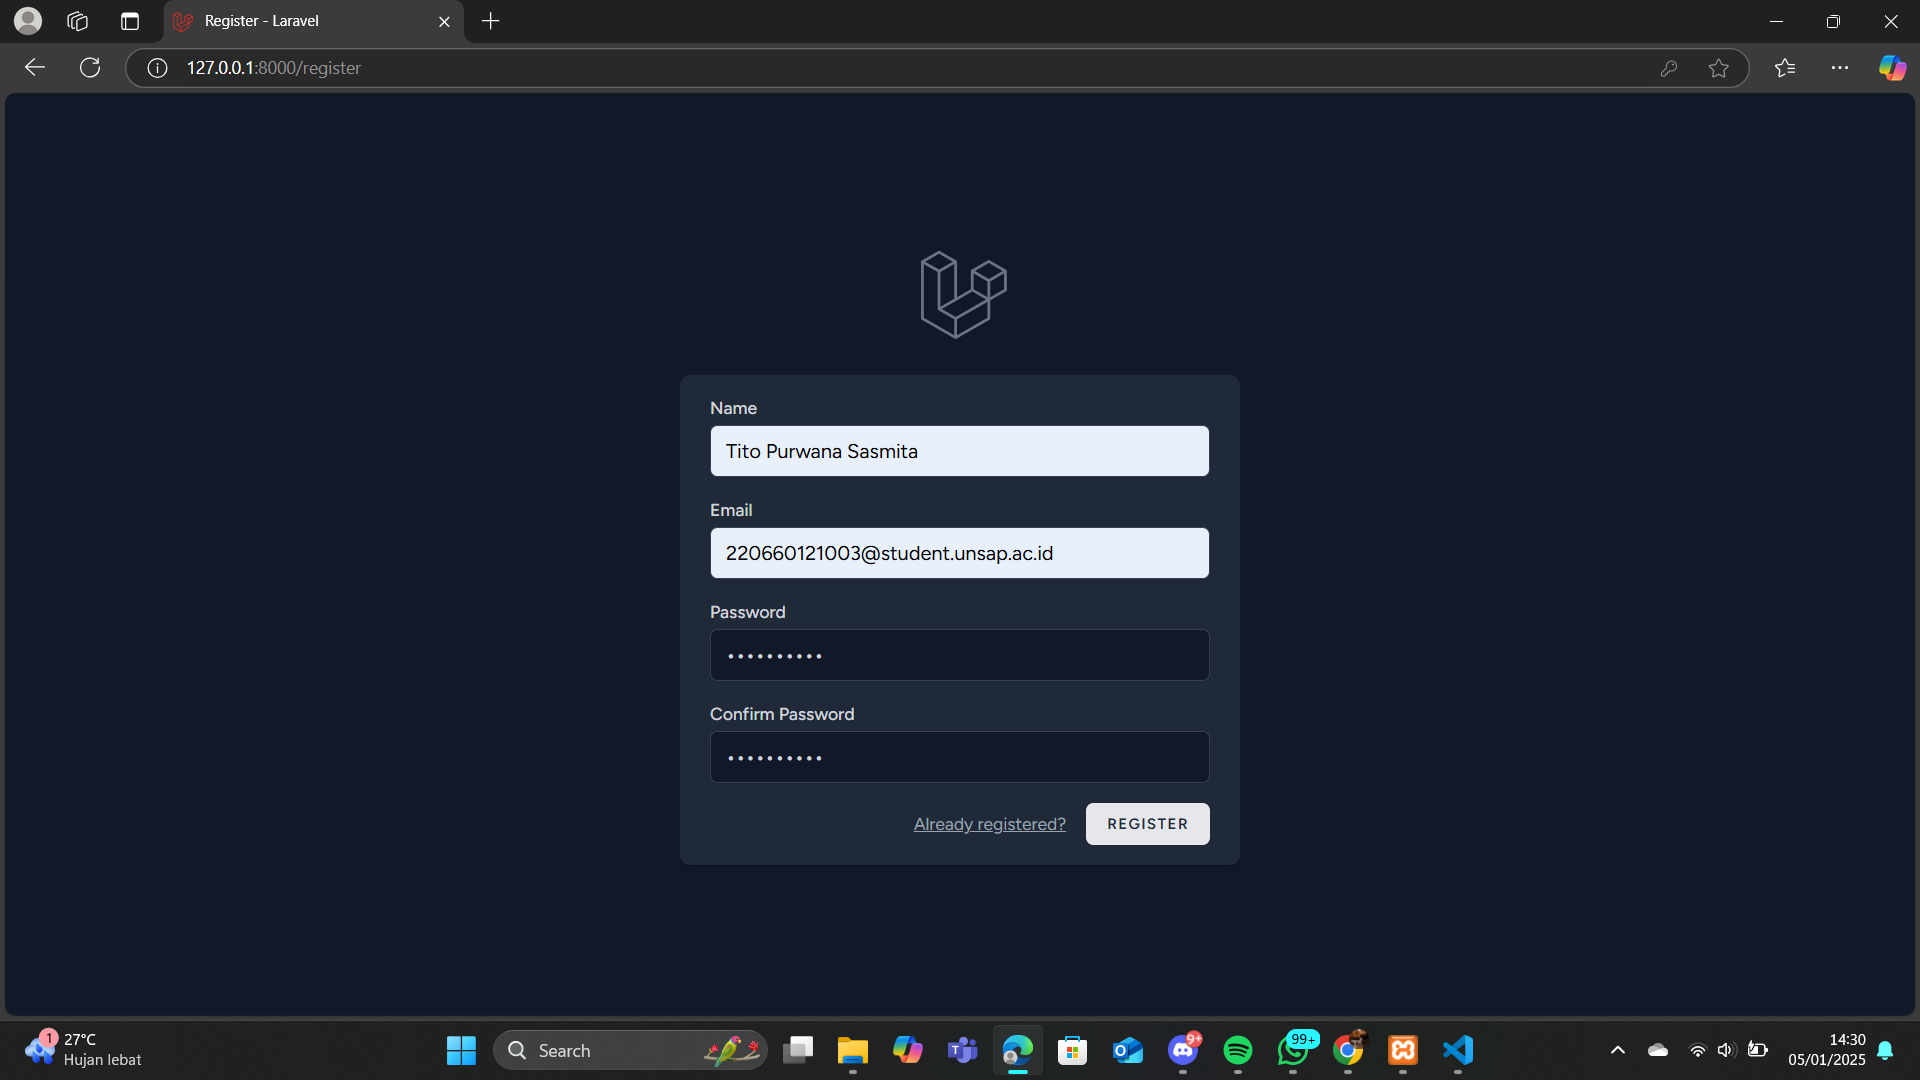 Register - Laravel
127.0.0.1:8000/register
Name
Tito Purwana Sasmita
Email
220660121003@student.unsap.ac.id
Password
••••••••••
Confirm Password
••••••••••
Already registered?
REGISTER
1
27°C
Hujan lebat
Search
9+
99+
14:30
05/01/2025